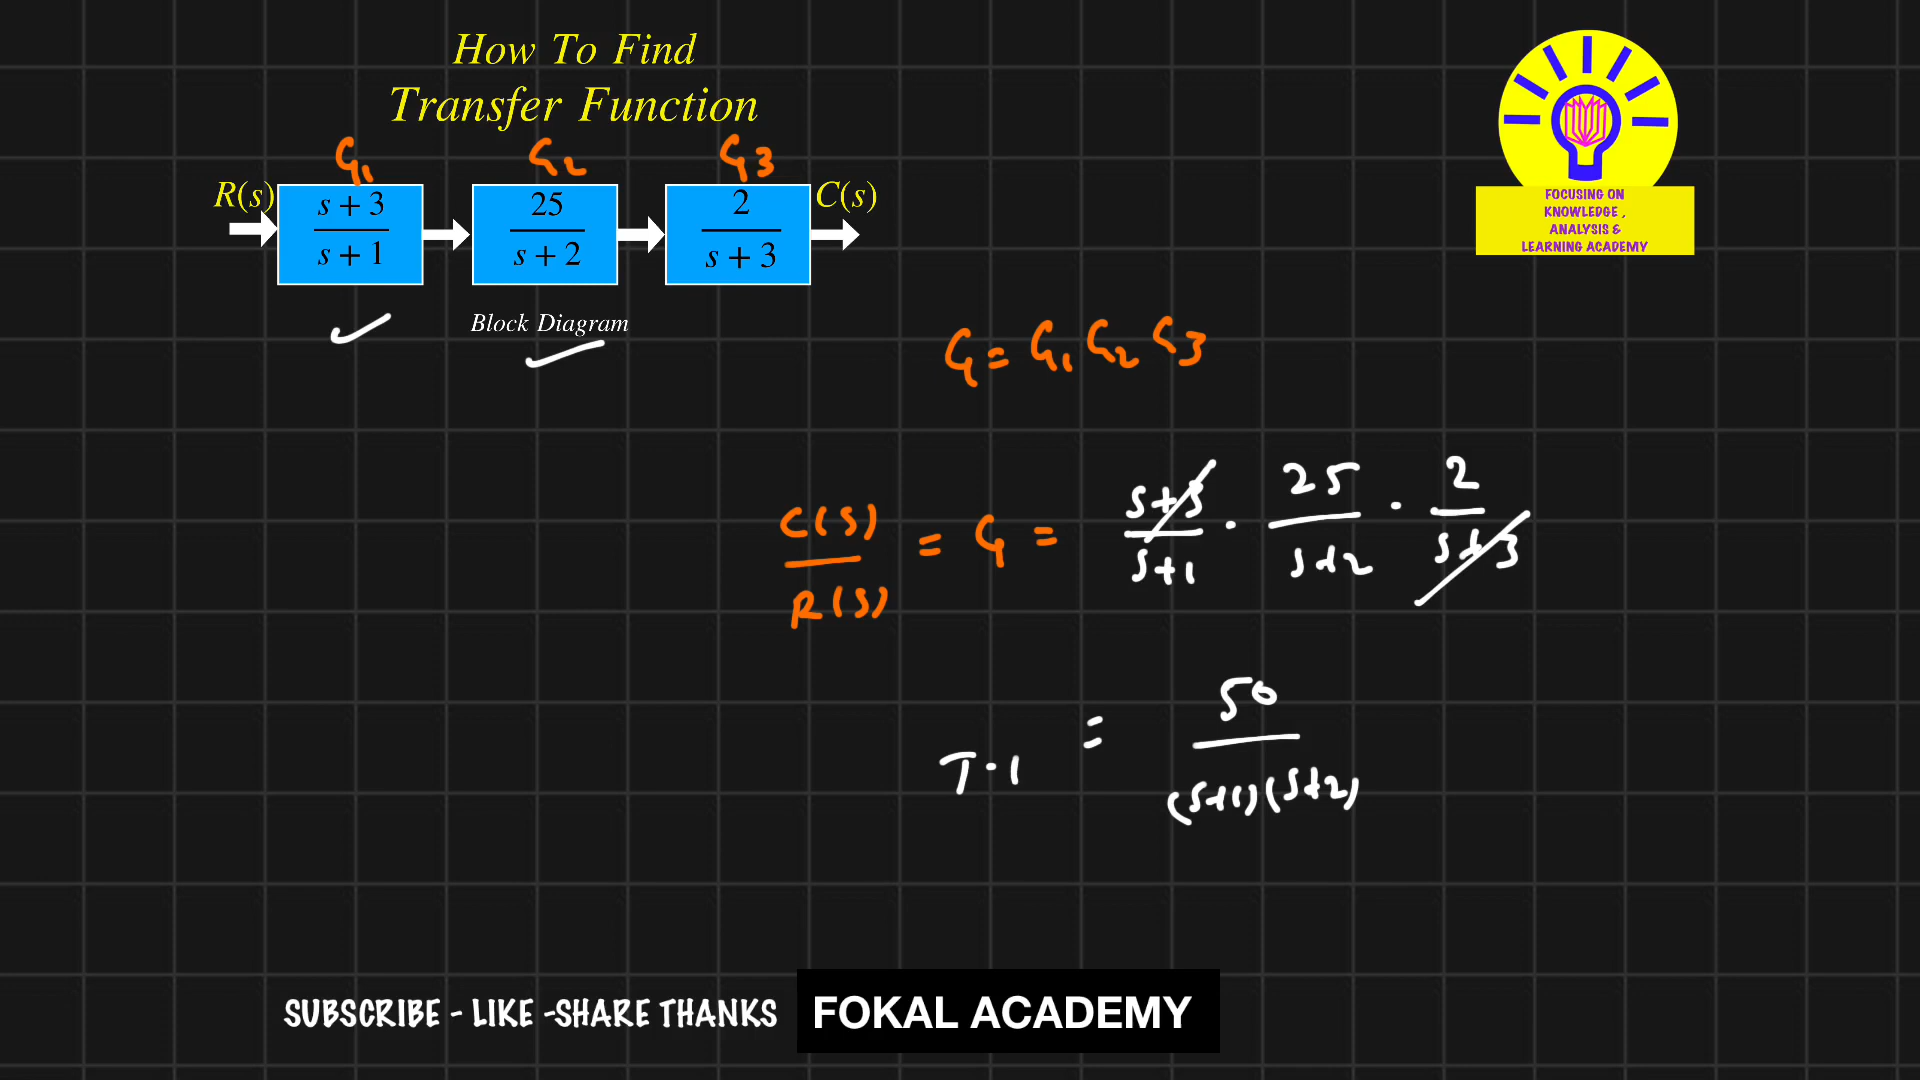 How To Find
Transfer Function
G1 G2 G3
R(s) s + 3 / s + 1 25 / s + 2 2 / s + 3 C(s)
Block Diagram
FOCUSING ON
KNOWLEDGE ,
ANALYSIS &
LEARNING ACADEMY
G = G1 G2 G3
C(s) / R(s) = G = s+3 / s+1 · 25 / s+2 · 2 / s+3
T·1 = 50 / (s+1)(s+2)
SUBSCRIBE - LIKE -SHARE THANKS
FOKAL ACADEMY